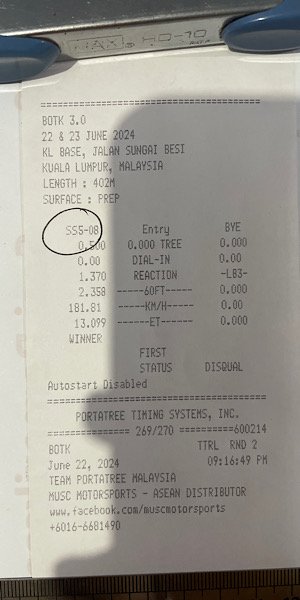 MAX HD-10
===================================
BOTK 3.0
22 & 23 JUNE 2024
KL BASE, JALAN SUNGAI BESI
KUALA LUMPUR, MALAYSIA
LENGTH : 402M
SURFACE : PREP
===================================
SS5-08 Entry BYE
0.500 0.000 TREE 0.000
0.00 DIAL-IN 0.00
1.370 REACTION -LB3-
2.358 -----60FT----- 0.000
181.81 ------KM/H------ 0.00
13.099 -------ET------- 0.000
WINNER
FIRST
STATUS DISQUAL
Autostart Disabled
===================================
PORTATREE TIMING SYSTEMS, INC.
============= 269/270 ==========600214
BOTK TTRL RND 2
June 22, 2024 09:16:49 PM
TEAM PORTATREE MALAYSIA
MUSC MOTORSPORTS - ASEAN DISTRIBUTOR
www.facebook.com/muscmotorsports
+6016-6681490